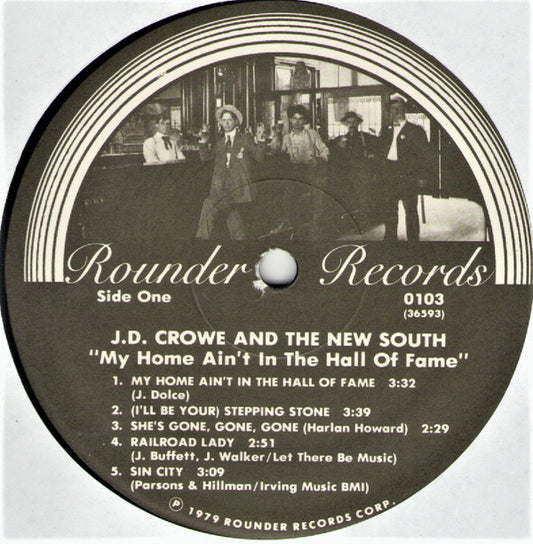 Rounder Records
Side One 0103
(36593)
J.D. CROWE AND THE NEW SOUTH
"My Home Ain't In The Hall Of Fame"
1. MY HOME AIN'T IN THE HALL OF FAME 3:32
(J. Dolce)
2. (I'LL BE YOUR) STEPPING STONE 3:39
3. SHE'S GONE, GONE, GONE (Harlan Howard) 2:29
4. RAILROAD LADY 2:51
(J. Buffett, J. Walker/Let There Be Music)
5. SIN CITY 3:09
(Parsons & Hillman/Irving Music BMI)
℗ 1979 ROUNDER RECORDS CORP.